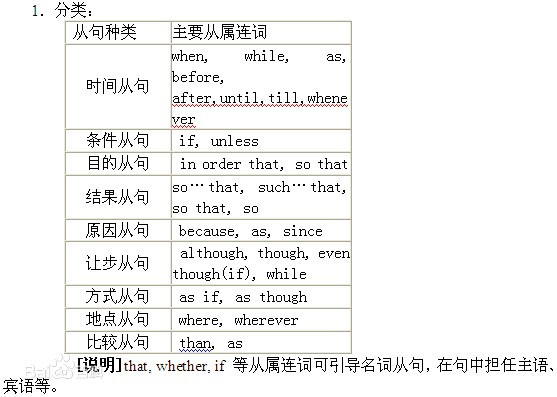 1. 分类：
从句种类 主要从属连词
时间从句 when, while, as,
before,
after,until,till,whene
ver
条件从句 if, unless
目的从句 in order that, so that
结果从句 so…that, such…that,
so that, so
原因从句 because, as, since
让步从句 although, though, even
though(if), while
方式从句 as if, as though
地点从句 where, wherever
比较从句 than, as
[说明]that, whether, if 等从属连词可引导名词从句，在句中担任主语、
宾语等。
Bai 百科